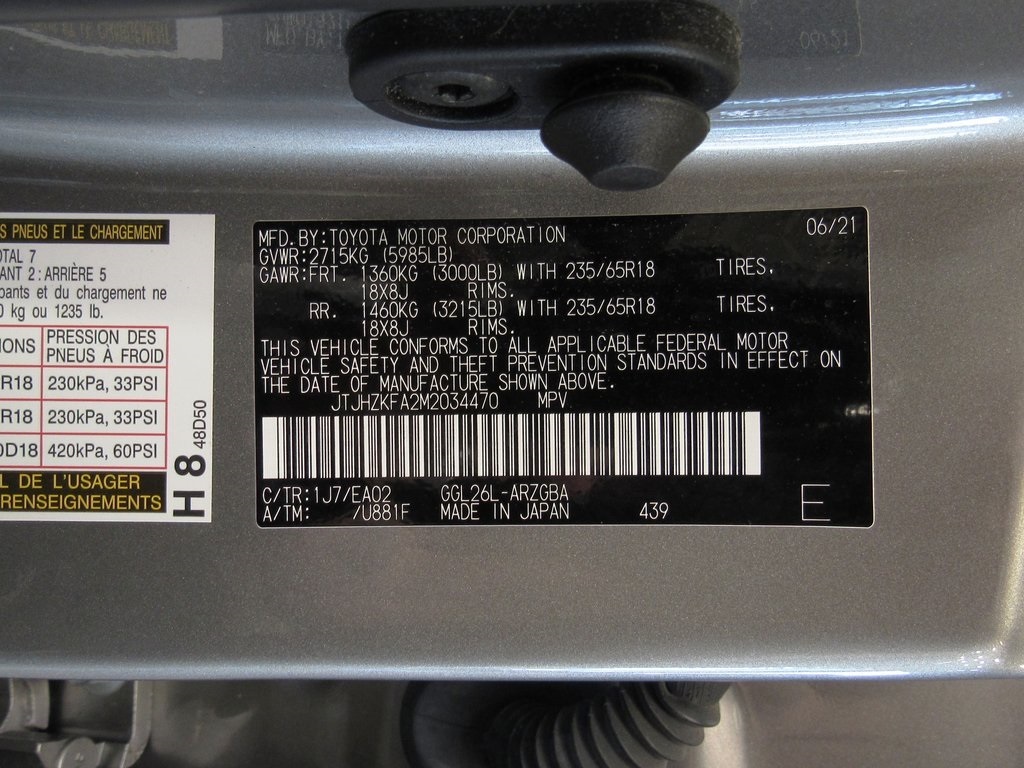 S PNEUS ET LE CHARGEMENT
OTAL 7
ANT 2 : ARRIÈRE 5
pants et du chargement ne
0 kg ou 1235 lb.
IONS PRESSION DES
PNEUS À FROID
R18 230kPa, 33PSI
R18 230kPa, 33PSI
0D18 420kPa, 60PSI
L DE L'USAGER
RENSEIGNEMENTS
H 8 48D50
06/21
MFD.BY:TOYOTA MOTOR CORPORATION
GVWR:2715KG (5985LB)
GAWR:FRT. 1360KG (3000LB) WITH 235/65R18 TIRES,
18X8J RIMS.
RR. 1460KG (3215LB) WITH 235/65R18 TIRES,
18X8J RIMS.
THIS VEHICLE CONFORMS TO ALL APPLICABLE FEDERAL MOTOR
VEHICLE SAFETY AND THEFT PREVENTION STANDARDS IN EFFECT ON
THE DATE OF MANUFACTURE SHOWN ABOVE.
JTJHZKFA2M2034470 MPV
C/TR:1J7/EA02 GGL26L-ARZGBA
A/TM: /U881F MADE IN JAPAN 439 E